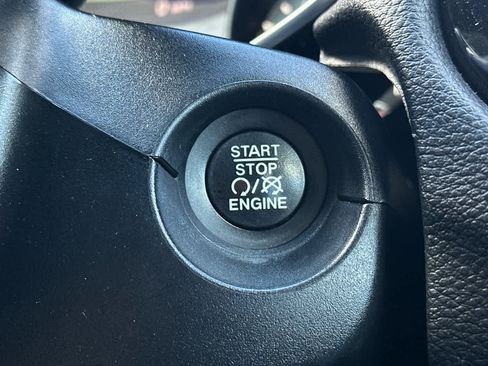 START
STOP
/
ENGINE